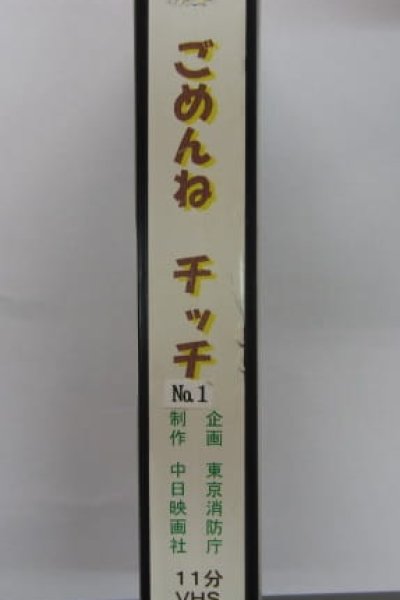 ごめんね チッチ
No.1
企画 東京消防庁
制作 中日映画社
11分
VHS